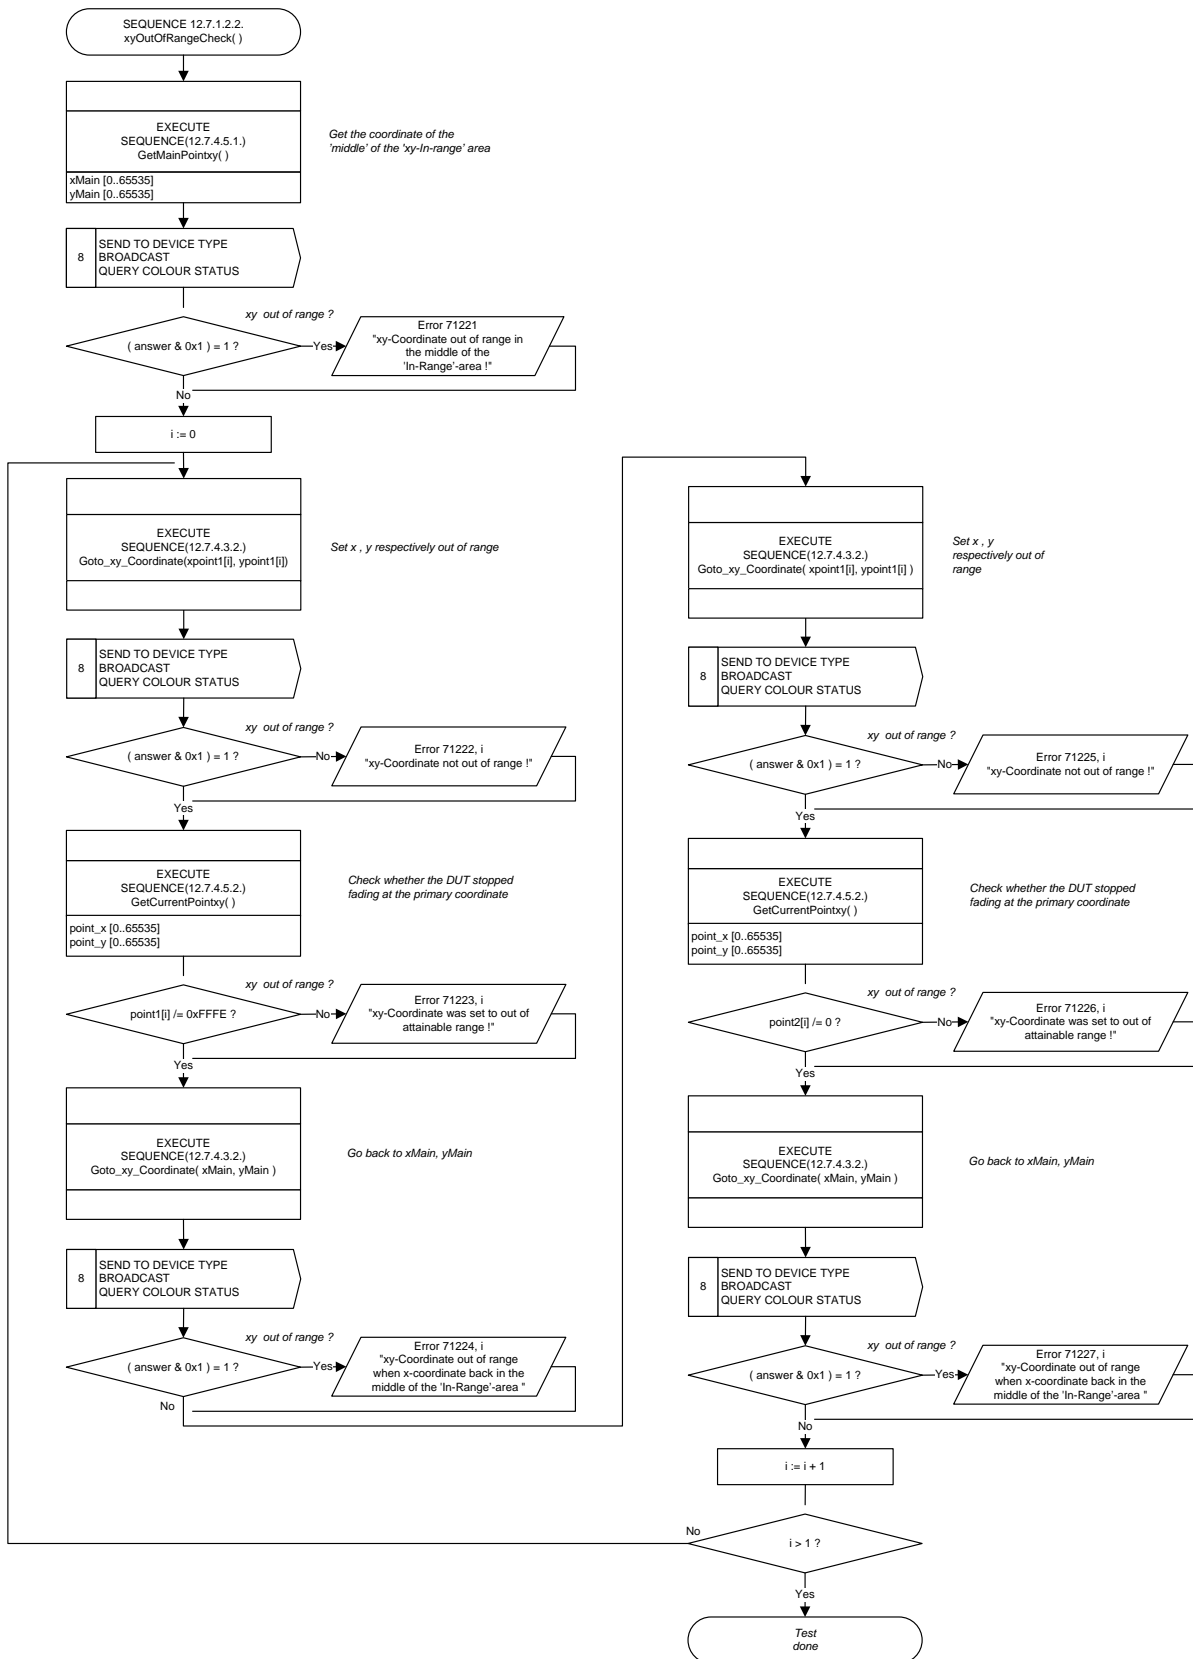 SEQUENCE 12.7.1.2.2.
xyOutOfRangeCheck( )
EXECUTE
SEQUENCE(12.7.4.5.1.)
GetMainPointxy( )
xMain [0..65535]
yMain [0..65535]
Get the coordinate of the
'middle' of the 'xy-In-range' area
8
SEND TO DEVICE TYPE
BROADCAST
QUERY COLOUR STATUS
xy out of range ?
( answer & 0x1 ) = 1 ?
Yes
Error 71221
"xy-Coordinate out of range in
the middle of the
'In-Range'-area !"
No
i := 0
EXECUTE
SEQUENCE(12.7.4.3.2.)
Goto_xy_Coordinate(xpoint1[i], ypoint1[i])
Set x , y respectively out of range
8
SEND TO DEVICE TYPE
BROADCAST
QUERY COLOUR STATUS
xy out of range ?
( answer & 0x1 ) = 1 ?
No
Error 71222, i
"xy-Coordinate not out of range !"
Yes
EXECUTE
SEQUENCE(12.7.4.5.2.)
GetCurrentPointxy( )
point_x [0..65535]
point_y [0..65535]
Check whether the DUT stopped
fading at the primary coordinate
xy out of range ?
point1[i] /= 0xFFFE ?
No
Error 71223, i
"xy-Coordinate was set to out of
attainable range !"
Yes
EXECUTE
SEQUENCE(12.7.4.3.2.)
Goto_xy_Coordinate( xMain, yMain )
Go back to xMain, yMain
8
SEND TO DEVICE TYPE
BROADCAST
QUERY COLOUR STATUS
xy out of range ?
( answer & 0x1 ) = 1 ?
Yes
Error 71224, i
"xy-Coordinate out of range
when x-coordinate back in the
middle of the 'In-Range'-area "
No
EXECUTE
SEQUENCE(12.7.4.3.2.)
Goto_xy_Coordinate( xpoint1[i], ypoint1[i] )
Set x , y
respectively out of
range
8
SEND TO DEVICE TYPE
BROADCAST
QUERY COLOUR STATUS
xy out of range ?
( answer & 0x1 ) = 1 ?
No
Error 71225, i
"xy-Coordinate not out of range !"
Yes
EXECUTE
SEQUENCE(12.7.4.5.2.)
GetCurrentPointxy( )
point_x [0..65535]
point_y [0..65535]
Check whether the DUT stopped
fading at the primary coordinate
xy out of range ?
point2[i] /= 0 ?
No
Error 71226, i
"xy-Coordinate was set to out of
attainable range !"
Yes
EXECUTE
SEQUENCE(12.7.4.3.2.)
Goto_xy_Coordinate( xMain, yMain )
Go back to xMain, yMain
8
SEND TO DEVICE TYPE
BROADCAST
QUERY COLOUR STATUS
xy out of range ?
( answer & 0x1 ) = 1 ?
Yes
Error 71227, i
"xy-Coordinate out of range
when x-coordinate back in the
middle of the 'In-Range'-area "
No
i := i + 1
No
i > 1 ?
Yes
Test
done